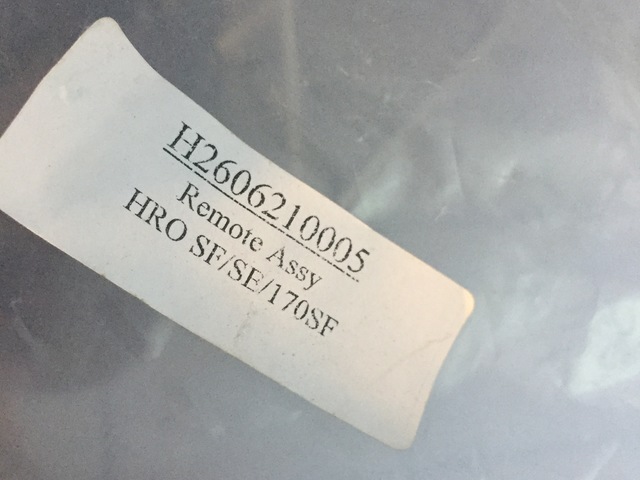 H2606210005
Remote Assy
HRO SF/SE/170SF